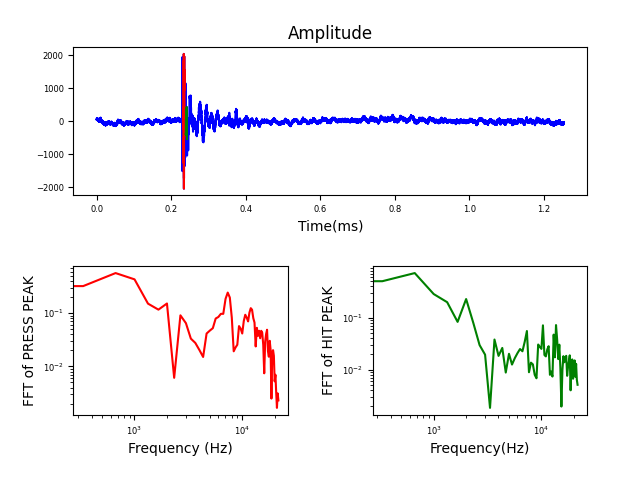 Amplitude
2000
1000
0
−1000
−2000
0.0 0.2 0.4 0.6 0.8 1.0 1.2
Time(ms)
FFT of PRESS PEAK
10⁻¹
10⁻²
10³ 10⁴
Frequency (Hz)
FFT of HIT PEAK
10⁻¹
10⁻²
10³ 10⁴
Frequency(Hz)